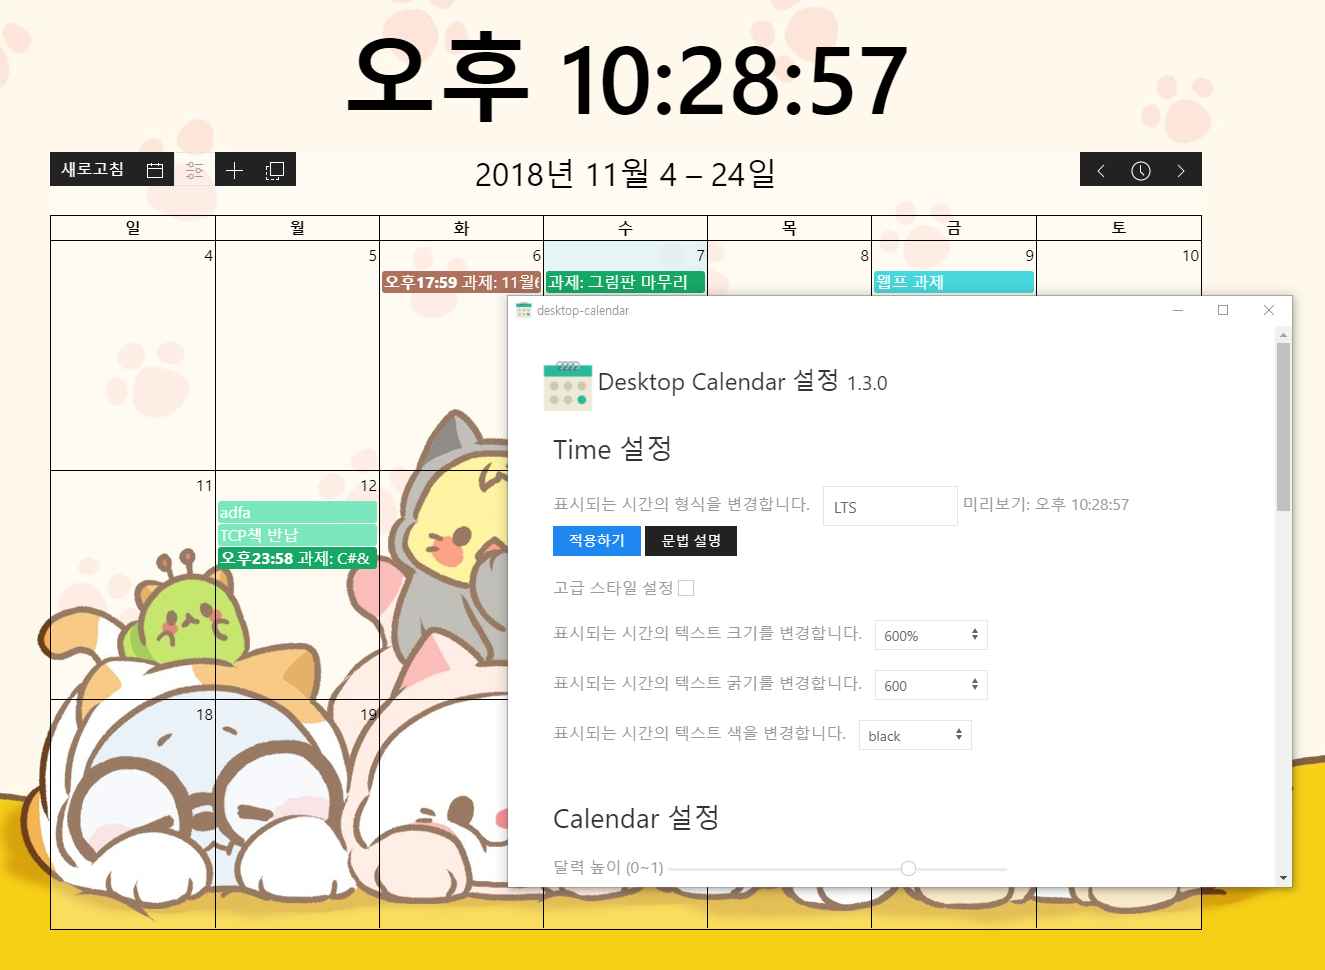 오후 10:28:57
새로고침
2018년 11월 4 – 24일
일 월 화 수 목 금 토
4 5 6 7 8 9 10
오후17:59 과제: 11월6 과제: 그림판 마무리 웹프 과제
desktop-calendar
Desktop Calendar 설정 1.3.0
Time 설정
표시되는 시간의 형식을 변경합니다. LTS 미리보기: 오후 10:28:57
적용하기 문법 설명
고급 스타일 설정
표시되는 시간의 텍스트 크기를 변경합니다. 600%
표시되는 시간의 텍스트 굵기를 변경합니다. 600
표시되는 시간의 텍스트 색을 변경합니다. black
Calendar 설정
달력 높이 (0~1)
11 12
adfa
TCP책 반납
오후23:58 과제: C#&
18 19